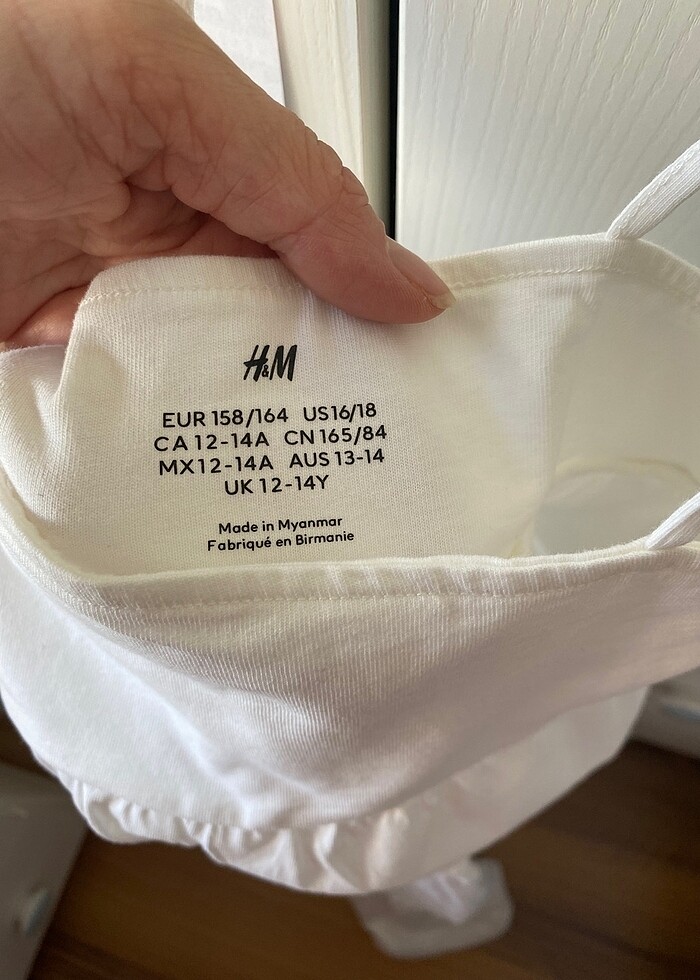 H&M
EUR 158/164 US16/18
CA 12-14A CN 165/84
MX12-14A AUS 13-14
UK 12-14Y
Made in Myanmar
Fabriqué en Birmanie